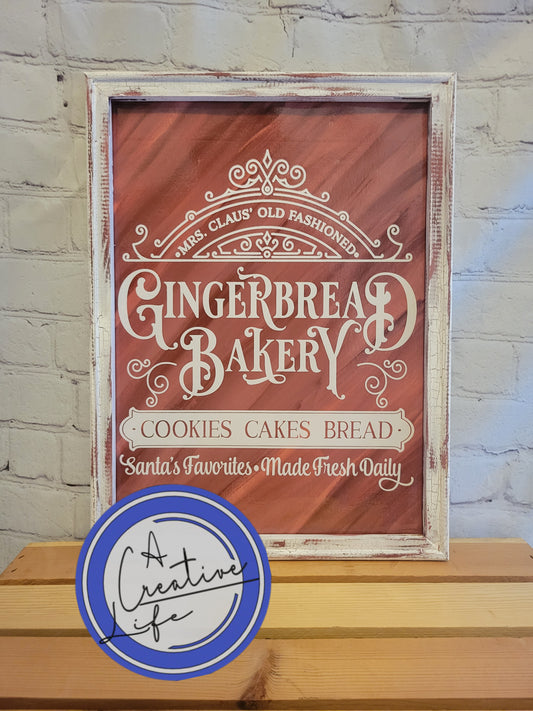 MRS. CLAUS' OLD FASHIONED
GINGERBREAD
BAKERY
· COOKIES CAKES BREAD ·
Santa's Favorites • Made Fresh Daily
A
Creative
Life